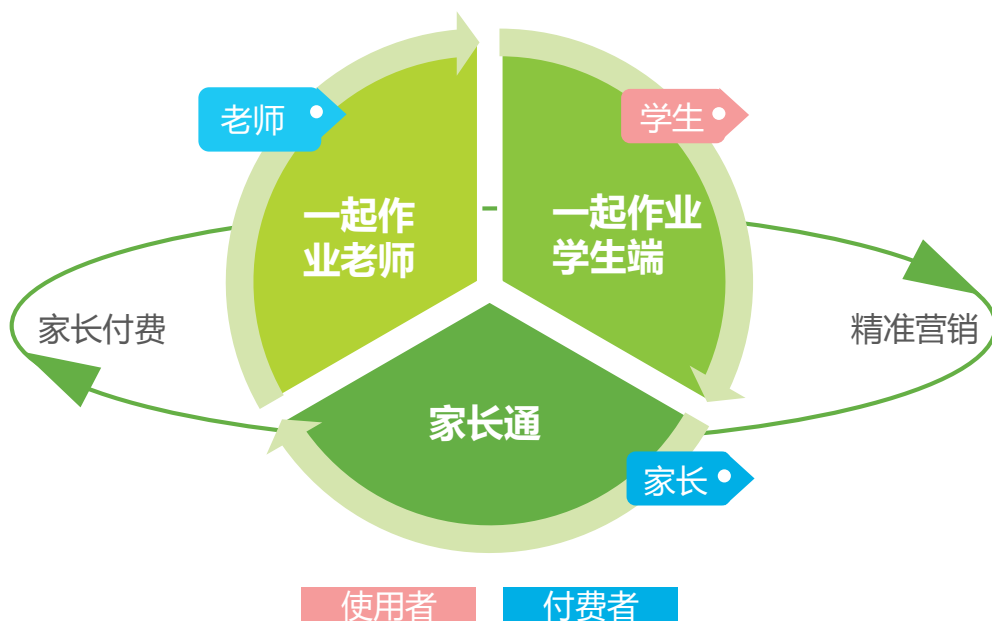 老师
学生
一起作
业老师
一起作业
学生端
家长付费
精准营销
家长通
家长
使用者
付费者